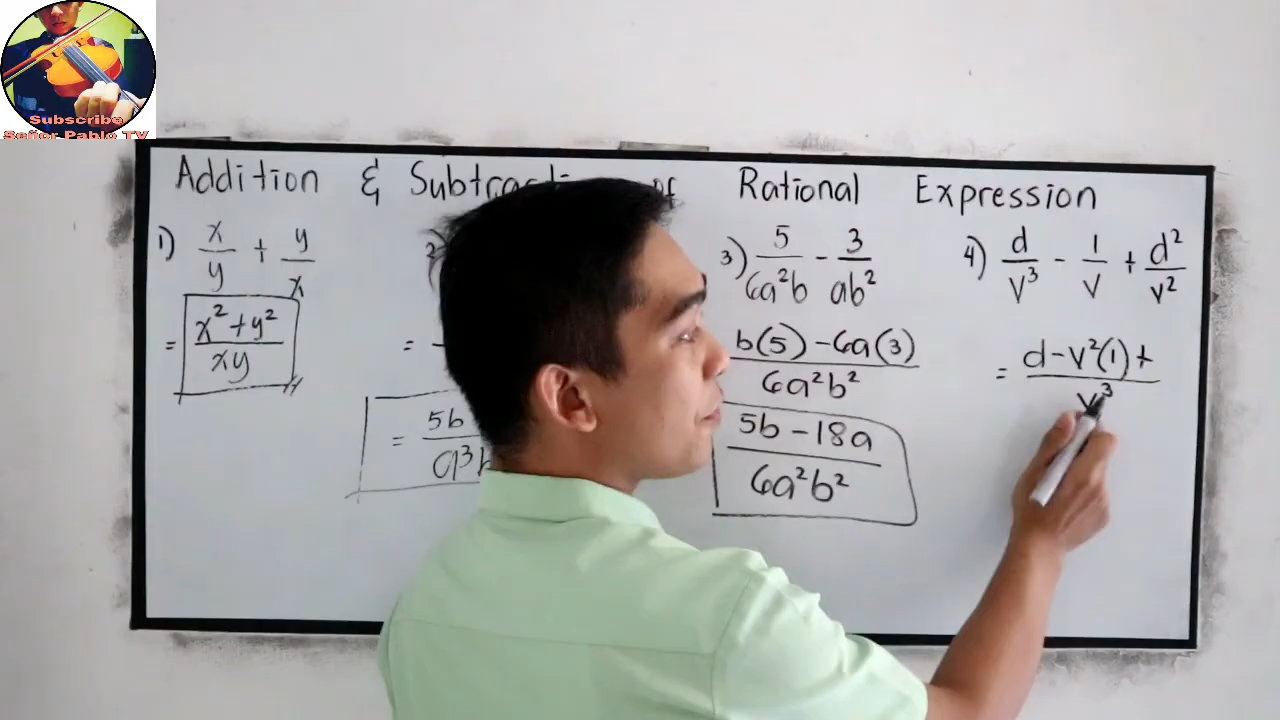 Subscribe
Señor Pablo TV
Addition & Subtraction of Rational Expression
1) x/y + y/x
= x²+y²/xy
2)
=
= 5b
a³b
3) 5/6a²b - 3/ab²
b(5) - 6a(3)/6a²b²
5b - 18a/6a²b²
4) d/v³ - 1/v + d²/v²
= d - v²(1) +/v³